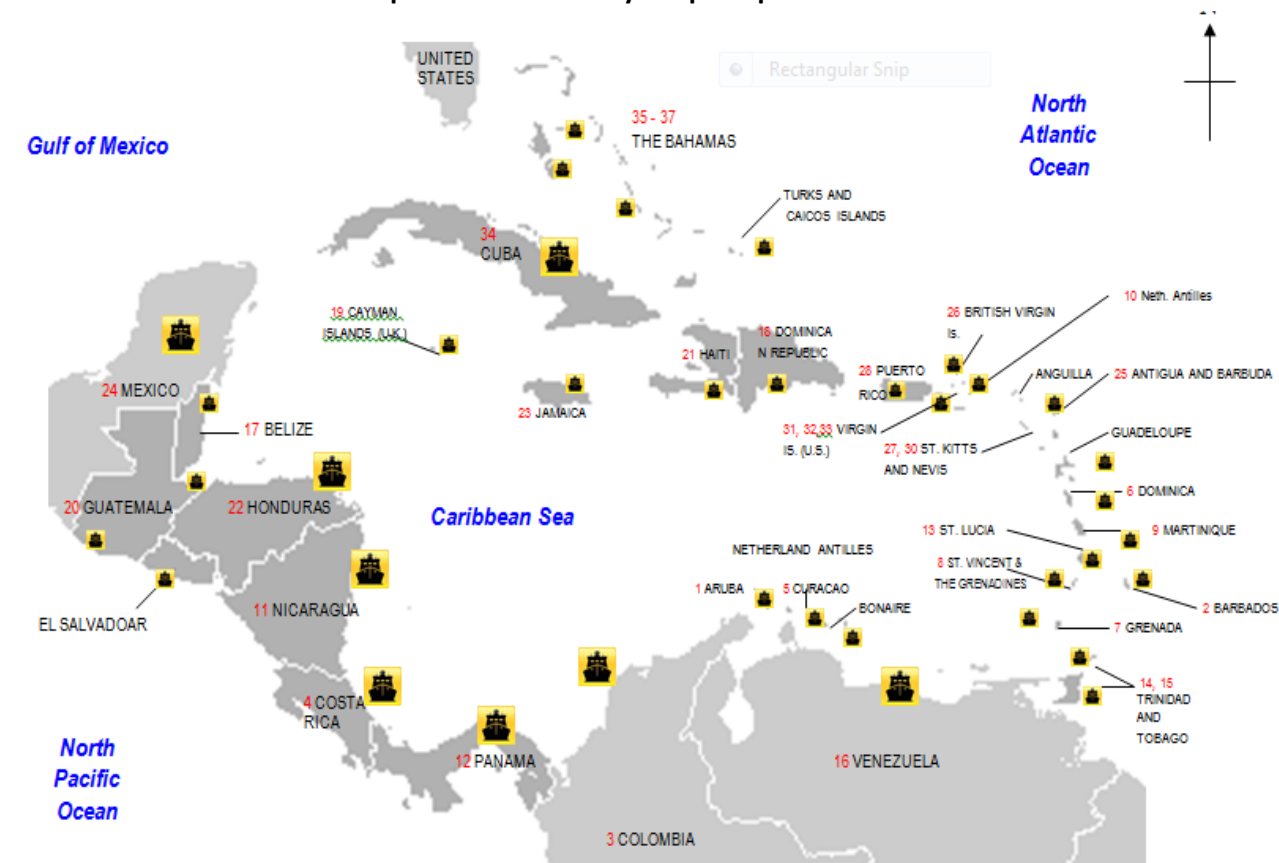 UNITED
STATES
Rectangular Snip
35 - 37
THE BAHAMAS
North
Atlantic
Ocean
Gulf of Mexico
TURKS AND
CAICOS ISLANDS
34
CUBA
19 CAYMAN
ISLANDS (U.K.)
10 Neth. Antilles
26 BRITISH VIRGIN
Is.
18 DOMINICA
N REPUBLIC
21 HAITI
28 PUERTO
RICO
ANGUILLA
25 ANTIGUA AND BARBUDA
24 MEXICO
23 JAMAICA
17 BELIZE
31, 32,33 VIRGIN
IS. (U.S.)
27, 30 ST. KITTS
AND NEVIS
GUADELOUPE
6 DOMINICA
20 GUATEMALA
22 HONDURAS
Caribbean Sea
13 ST. LUCIA
9 MARTINIQUE
NETHERLAND ANTILLES
8 ST. VINCENT &
THE GRENADINES
1 ARUBA
5 CURACAO
BONAIRE
2 BARBADOS
11 NICARAGUA
EL SALVADOAR
7 GRENADA
4 COSTA
RICA
14, 15
TRINIDAD
AND
TOBAGO
North
Pacific
Ocean
12 PANAMA
16 VENEZUELA
3 COLOMBIA